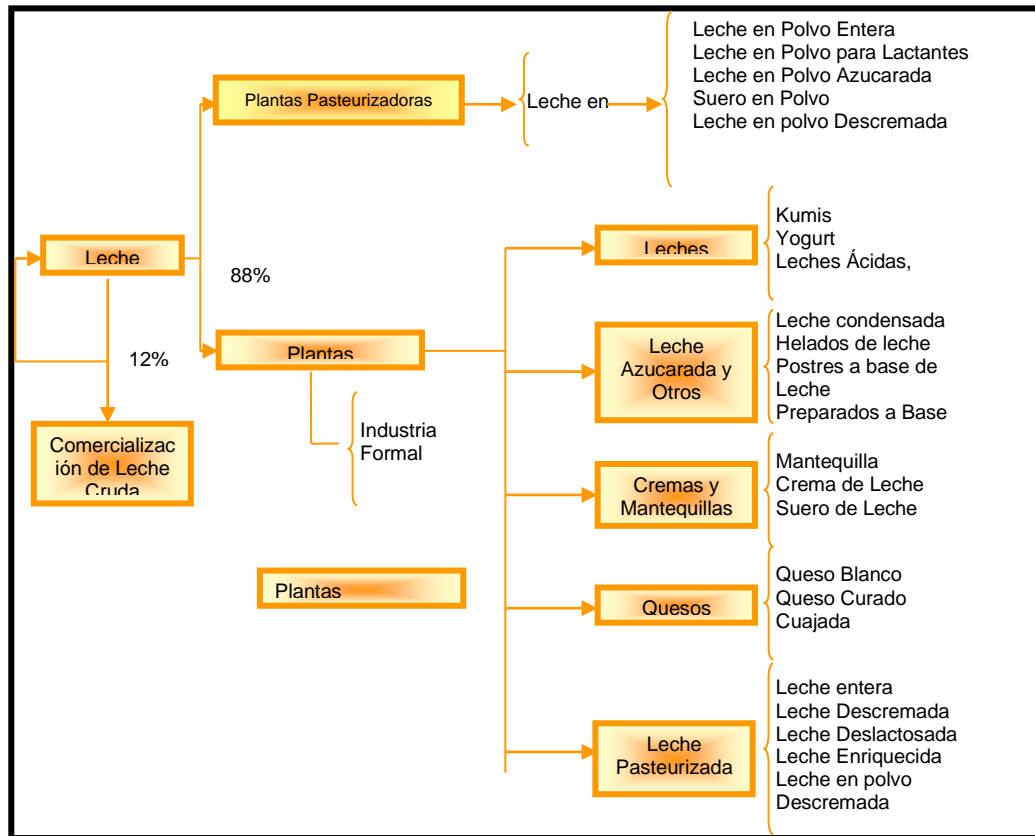 Leche en Polvo Entera
Leche en Polvo para Lactantes
Leche en Polvo Azucarada
Suero en Polvo
Leche en polvo Descremada
Plantas Pasteurizadoras
Leche en
Leche
88%
12%
Comercializac
ión de Leche
Cruda
Plantas
Industria
Formal
Plantas
Leches
Kumis
Yogurt
Leches Ácidas,
Leche
Azucarada y
Otros
Leche condensada
Helados de leche
Postres a base de
Leche
Preparados a Base
Cremas y
Mantequillas
Mantequilla
Crema de Leche
Suero de Leche
Quesos
Queso Blanco
Queso Curado
Cuajada
Leche
Pasteurizada
Leche entera
Leche Descremada
Leche Deslactosada
Leche Enriquecida
Leche en polvo
Descremada